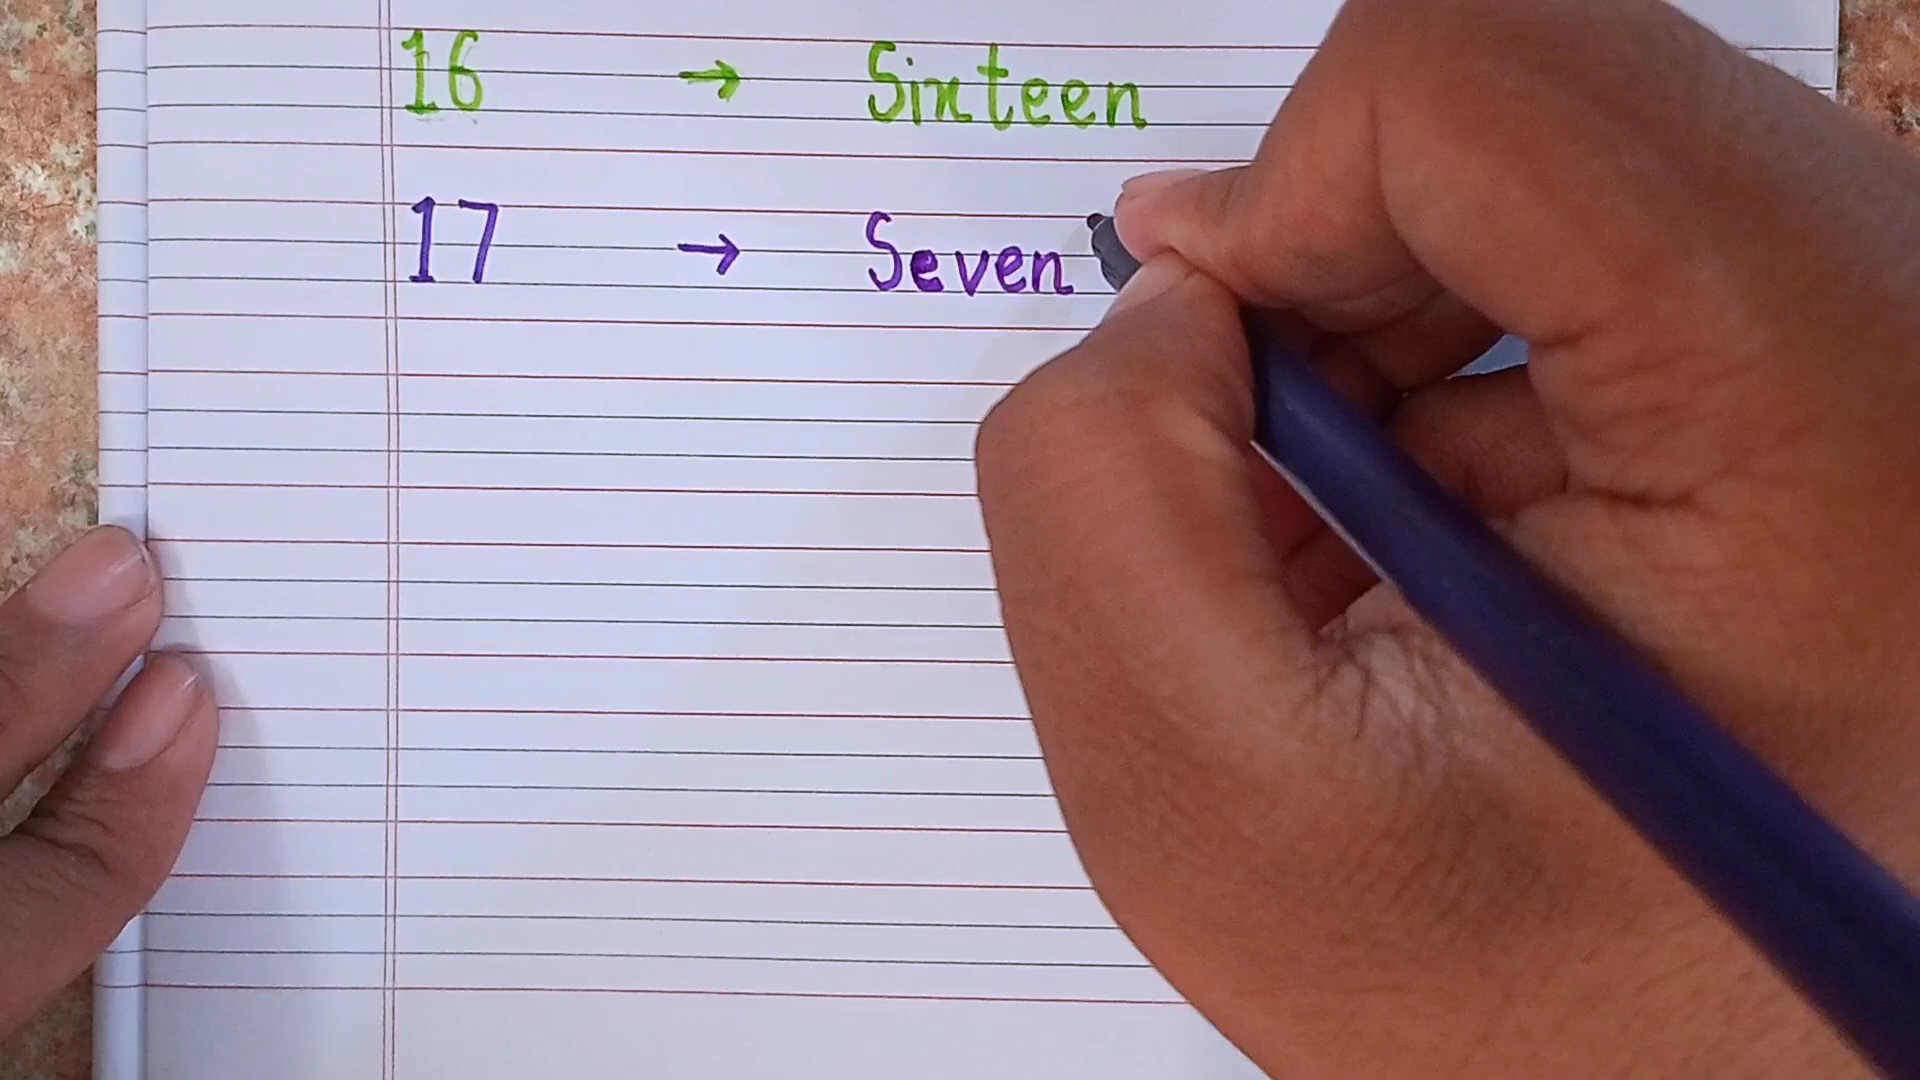 16 → Sixteen
17 → Seven